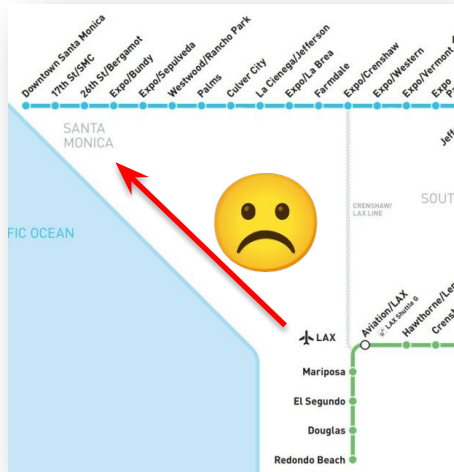 Downtown Santa Monica
17th St/SMC
26th St/Bergamot
Expo/Bundy
Expo/Sepulveda
Westwood/Rancho Park
Palms
Culver City
La Cienega/Jefferson
Expo/La Brea
Farmdale
Expo/Crenshaw
Expo/Western
Expo/Vermont
Expo
SANTA
MONICA
Jeff
CRENSHAW/
LAX LINE
SOUT
FIC OCEAN
LAX
Aviation/LAX
LAX Shuttle G
Hawthorne/Len
Crensh
Mariposa
El Segundo
Douglas
Redondo Beach